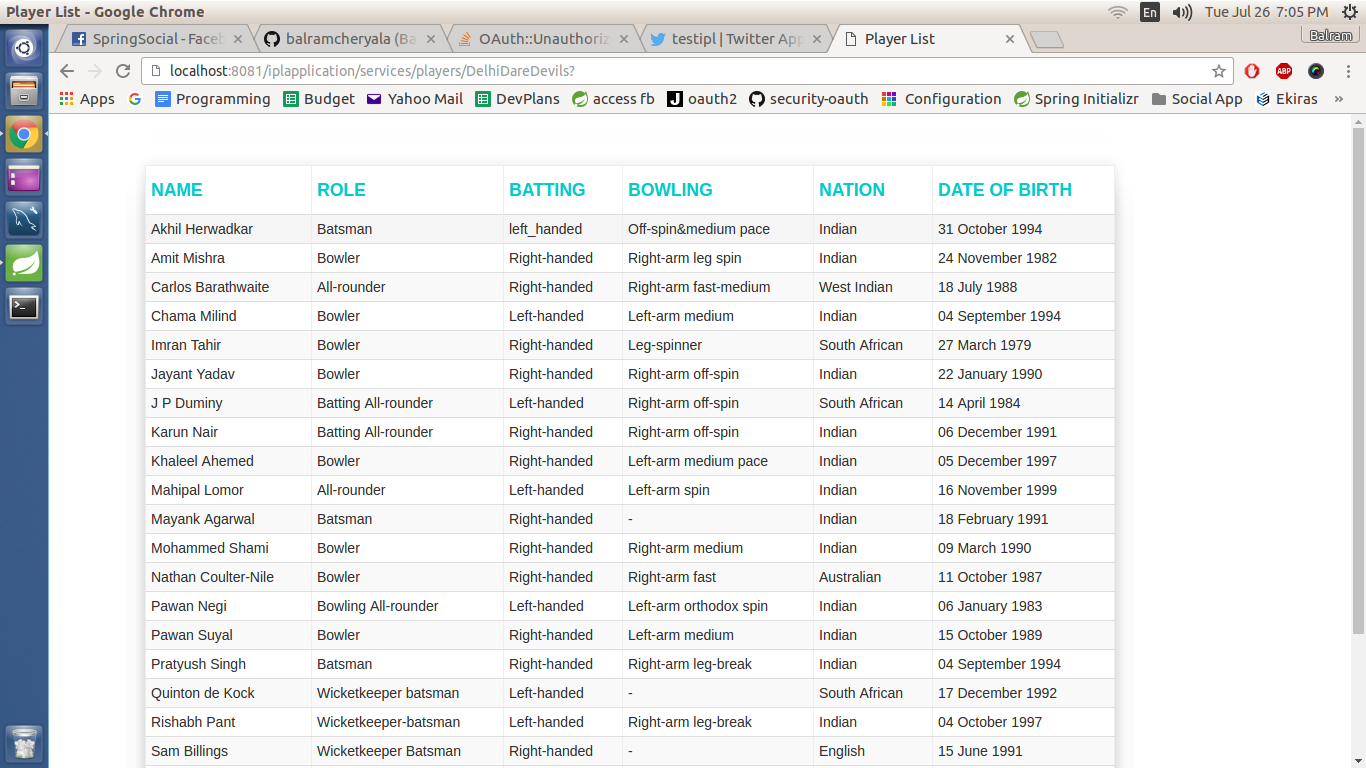 Player List - Google Chrome En Tue Jul 26 7:05 PM
SpringSocial - Faceb balramcheryala (Ba OAuth::Unauthoriz testipl | Twitter App Player List Balram
localhost:8081/iplapplication/services/players/DelhiDareDevils? ABP
Apps Programming Budget Yahoo Mail DevPlans access fb J oauth2 security-oauth Configuration Spring Initializr Social App Ekiras »
NAME ROLE BATTING BOWLING NATION DATE OF BIRTH
Akhil Herwadkar Batsman left_handed Off-spin&medium pace Indian 31 October 1994
Amit Mishra Bowler Right-handed Right-arm leg spin Indian 24 November 1982
Carlos Barathwaite All-rounder Right-handed Right-arm fast-medium West Indian 18 July 1988
Chama Milind Bowler Left-handed Left-arm medium Indian 04 September 1994
Imran Tahir Bowler Right-handed Leg-spinner South African 27 March 1979
Jayant Yadav Bowler Right-handed Right-arm off-spin Indian 22 January 1990
J P Duminy Batting All-rounder Left-handed Right-arm off-spin South African 14 April 1984
Karun Nair Batting All-rounder Right-handed Right-arm off-spin Indian 06 December 1991
Khaleel Ahemed Bowler Right-handed Left-arm medium pace Indian 05 December 1997
Mahipal Lomor All-rounder Left-handed Left-arm spin Indian 16 November 1999
Mayank Agarwal Batsman Right-handed - Indian 18 February 1991
Mohammed Shami Bowler Right-handed Right-arm medium Indian 09 March 1990
Nathan Coulter-Nile Bowler Right-handed Right-arm fast Australian 11 October 1987
Pawan Negi Bowling All-rounder Left-handed Left-arm orthodox spin Indian 06 January 1983
Pawan Suyal Bowler Right-handed Left-arm medium Indian 15 October 1989
Pratyush Singh Batsman Right-handed Right-arm leg-break Indian 04 September 1994
Quinton de Kock Wicketkeeper batsman Left-handed - South African 17 December 1992
Rishabh Pant Wicketkeeper-batsman Left-handed Right-arm leg-break Indian 04 October 1997
Sam Billings Wicketkeeper Batsman Right-handed - English 15 June 1991